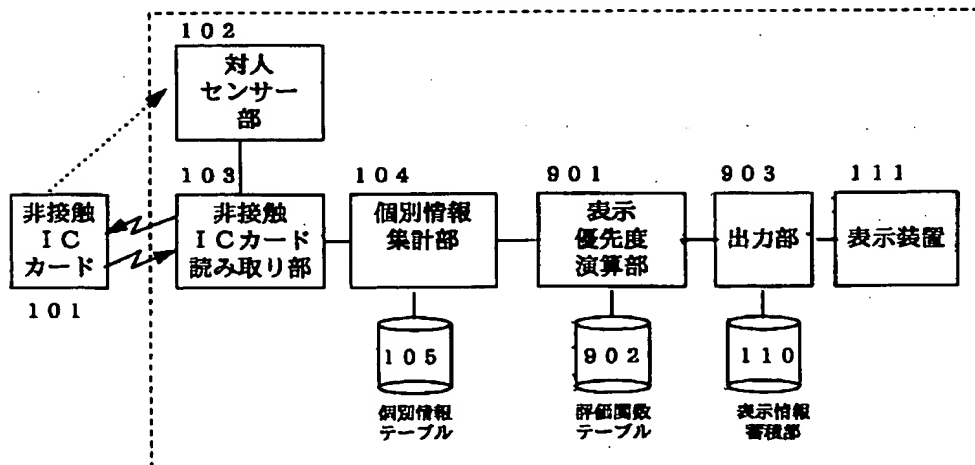 102
対人
センサー
部
103
104
901
903
111
非接触
IC
カード
非接触
ICカード
読み取り部
個別情報
集計部
表示
優先度
演算部
出力部
表示装置
101
105
902
110
個別情報
テーブル
評価関数
テーブル
表示情報
蓄積部